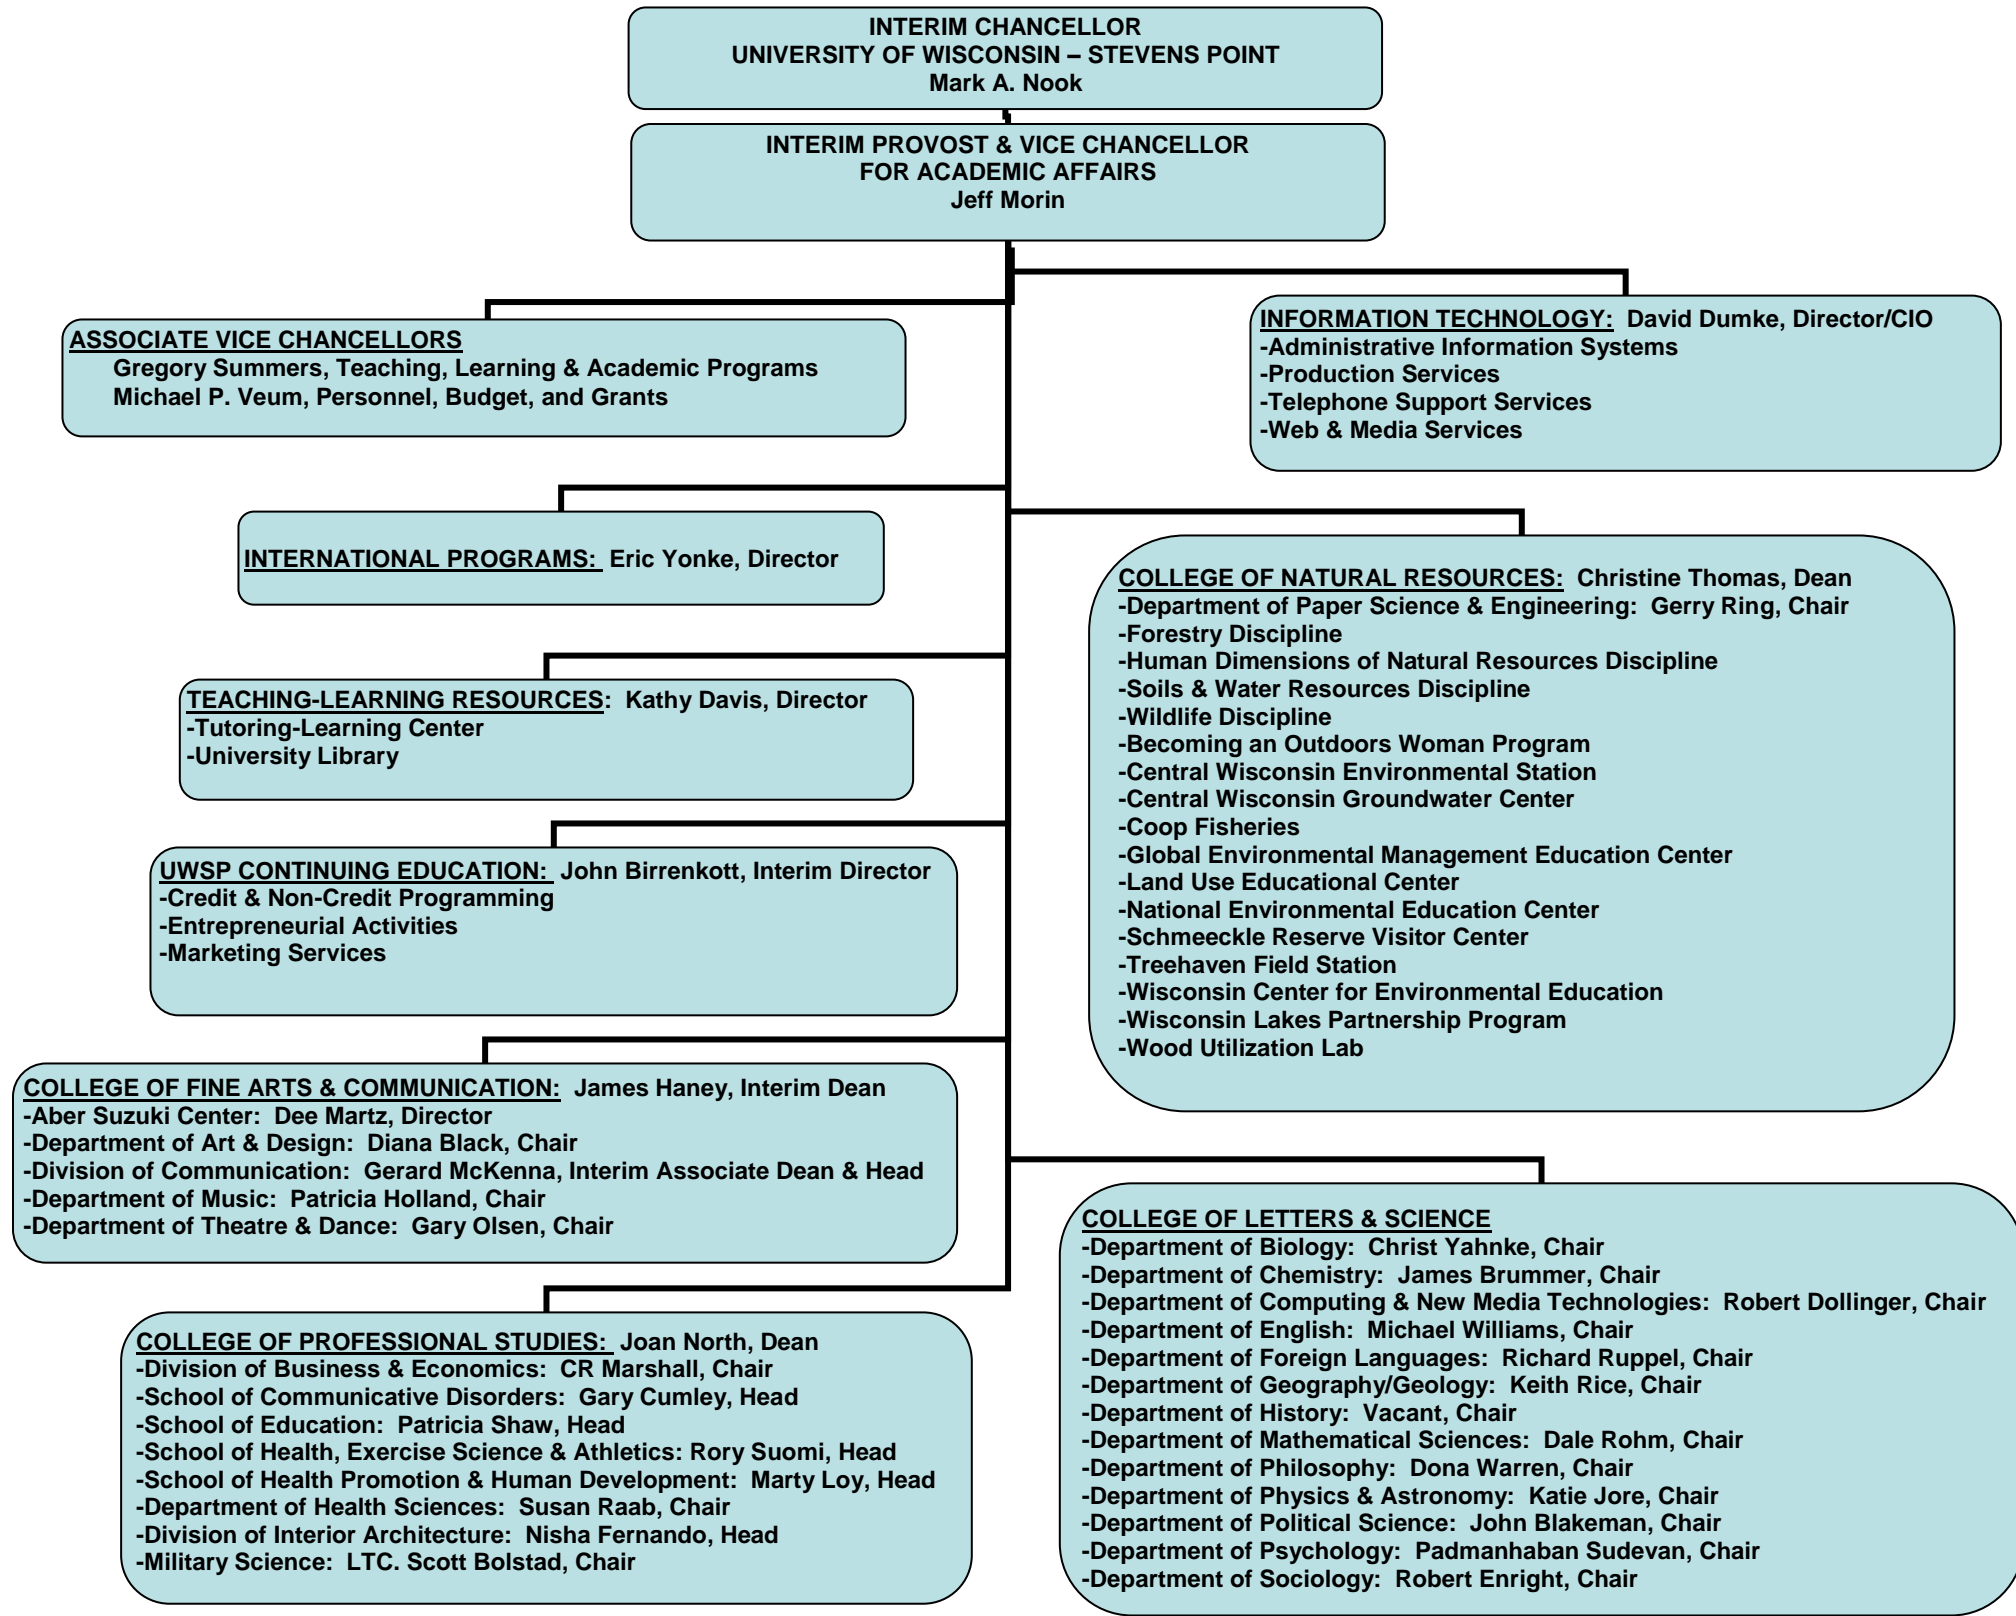 INTERIM CHANCELLOR
UNIVERSITY OF WISCONSIN – STEVENS POINT
Mark A. Nook
INTERIM PROVOST & VICE CHANCELLOR
FOR ACADEMIC AFFAIRS
Jeff Morin
ASSOCIATE VICE CHANCELLORS
Gregory Summers, Teaching, Learning & Academic Programs
Michael P. Veum, Personnel, Budget, and Grants
INFORMATION TECHNOLOGY: David Dumke, Director/CIO
-Administrative Information Systems
-Production Services
-Telephone Support Services
-Web & Media Services
INTERNATIONAL PROGRAMS: Eric Yonke, Director
COLLEGE OF NATURAL RESOURCES: Christine Thomas, Dean
-Department of Paper Science & Engineering: Gerry Ring, Chair
-Forestry Discipline
-Human Dimensions of Natural Resources Discipline
-Soils & Water Resources Discipline
-Wildlife Discipline
-Becoming an Outdoors Woman Program
-Central Wisconsin Environmental Station
-Central Wisconsin Groundwater Center
-Coop Fisheries
-Global Environmental Management Education Center
-Land Use Educational Center
-National Environmental Education Center
-Schmeeckle Reserve Visitor Center
-Treehaven Field Station
-Wisconsin Center for Environmental Education
-Wisconsin Lakes Partnership Program
-Wood Utilization Lab
TEACHING-LEARNING RESOURCES: Kathy Davis, Director
-Tutoring-Learning Center
-University Library
UWSP CONTINUING EDUCATION: John Birrenkott, Interim Director
-Credit & Non-Credit Programming
-Entrepreneurial Activities
-Marketing Services
COLLEGE OF FINE ARTS & COMMUNICATION: James Haney, Interim Dean
-Aber Suzuki Center: Dee Martz, Director
-Department of Art & Design: Diana Black, Chair
-Division of Communication: Gerard McKenna, Interim Associate Dean & Head
-Department of Music: Patricia Holland, Chair
-Department of Theatre & Dance: Gary Olsen, Chair
COLLEGE OF LETTERS & SCIENCE
-Department of Biology: Christ Yahnke, Chair
-Department of Chemistry: James Brummer, Chair
-Department of Computing & New Media Technologies: Robert Dollinger, Chair
-Department of English: Michael Williams, Chair
-Department of Foreign Languages: Richard Ruppel, Chair
-Department of Geography/Geology: Keith Rice, Chair
-Department of History: Vacant, Chair
-Department of Mathematical Sciences: Dale Rohm, Chair
-Department of Philosophy: Dona Warren, Chair
-Department of Physics & Astronomy: Katie Jore, Chair
-Department of Political Science: John Blakeman, Chair
-Department of Psychology: Padmanhaban Sudevan, Chair
-Department of Sociology: Robert Enright, Chair
COLLEGE OF PROFESSIONAL STUDIES: Joan North, Dean
-Division of Business & Economics: CR Marshall, Chair
-School of Communicative Disorders: Gary Cumley, Head
-School of Education: Patricia Shaw, Head
-School of Health, Exercise Science & Athletics: Rory Suomi, Head
-School of Health Promotion & Human Development: Marty Loy, Head
-Department of Health Sciences: Susan Raab, Chair
-Division of Interior Architecture: Nisha Fernando, Head
-Military Science: LTC. Scott Bolstad, Chair